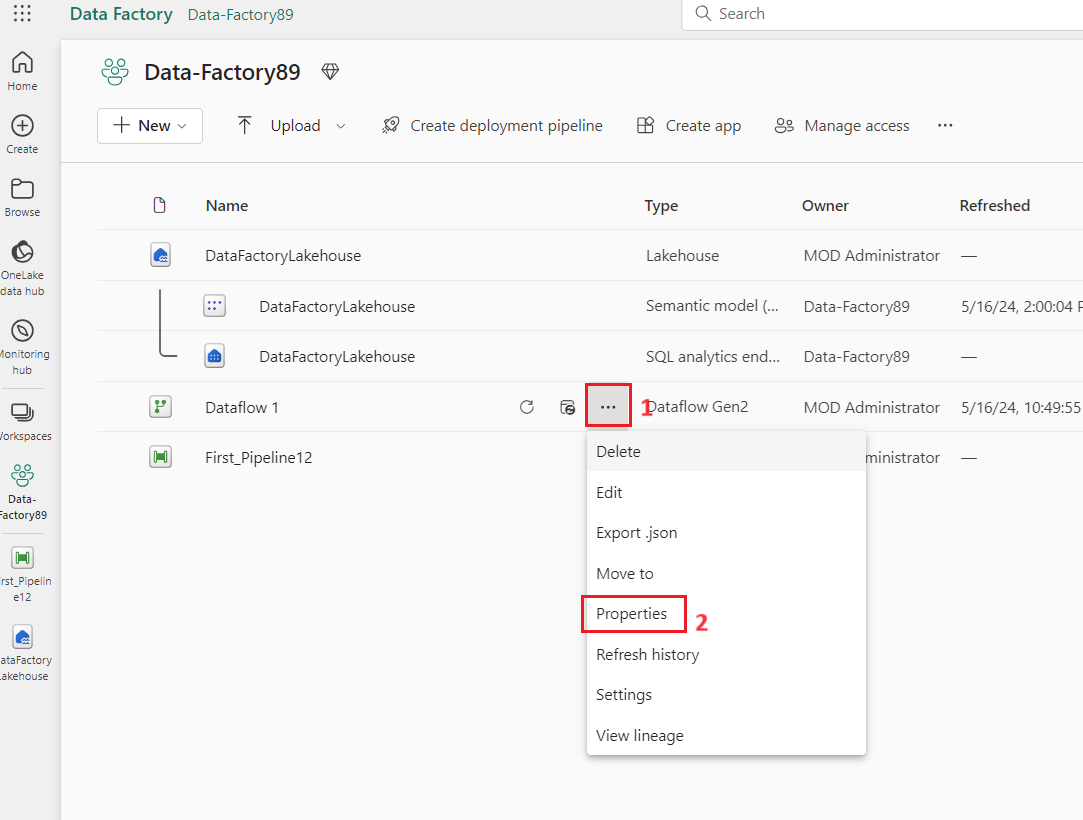 Data Factory Data-Factory89 Search
Data-Factory89
New Upload Create deployment pipeline Create app Manage access ...
Home
Create
Browse
OneLake
data hub
Monitoring
hub
Workspaces
Data-
Factory89
First_Pipelin
e12
DataFactory
Lakehouse
Name Type Owner Refreshed
DataFactoryLakehouse Lakehouse MOD Administrator —
DataFactoryLakehouse Semantic model (... Data-Factory89 5/16/24, 2:00:04 P
DataFactoryLakehouse SQL analytics end... Data-Factory89 —
Dataflow 1 ... 1 Dataflow Gen2 MOD Administrator 5/16/24, 10:49:55
First_Pipeline12 ministrator —
Delete
Edit
Export .json
Move to
Properties 2
Refresh history
Settings
View lineage